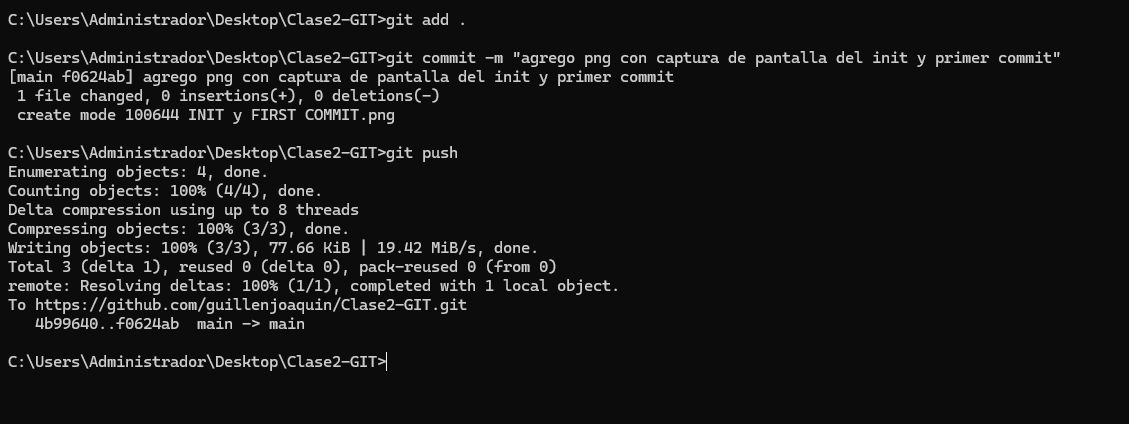 C:\Users\Administrador\Desktop\Clase2-GIT>git add .
C:\Users\Administrador\Desktop\Clase2-GIT>git commit -m "agrego png con captura de pantalla del init y primer commit"
[main f0624ab] agrego png con captura de pantalla del init y primer commit
 1 file changed, 0 insertions(+), 0 deletions(-)
 create mode 100644 INIT y FIRST COMMIT.png
C:\Users\Administrador\Desktop\Clase2-GIT>git push
Enumerating objects: 4, done.
Counting objects: 100% (4/4), done.
Delta compression using up to 8 threads
Compressing objects: 100% (3/3), done.
Writing objects: 100% (3/3), 77.66 KiB | 19.42 MiB/s, done.
Total 3 (delta 1), reused 0 (delta 0), pack-reused 0 (from 0)
remote: Resolving deltas: 100% (1/1), completed with 1 local object.
To https://github.com/guillenjoaquin/Clase2-GIT.git
   4b99640..f0624ab  main -> main
C:\Users\Administrador\Desktop\Clase2-GIT>